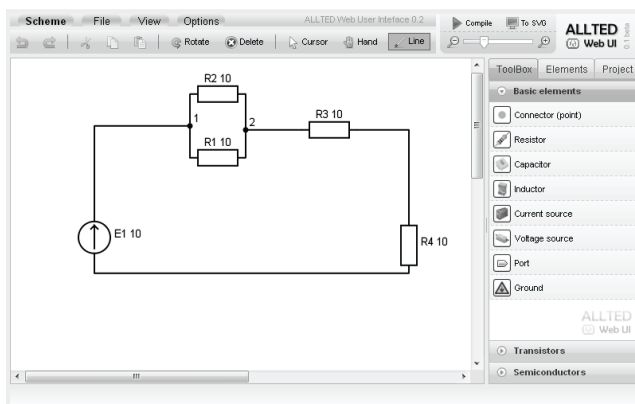 Scheme File View Options ALLTED Web User Inteface 0.2 Compile To SVG ALLTED
Rotate Delete Cursor Hand Line Web UI 0.1 beta
ToolBox Elements Project
Basic elements
Connector (point)
Resistor
Capacitor
Inductor
Current source
Voltage source
Port
Ground
ALLTED
Web UI
Transistors
Semiconductors
R2 10
1
R1 10
2
R3 10
E1 10
R4 10